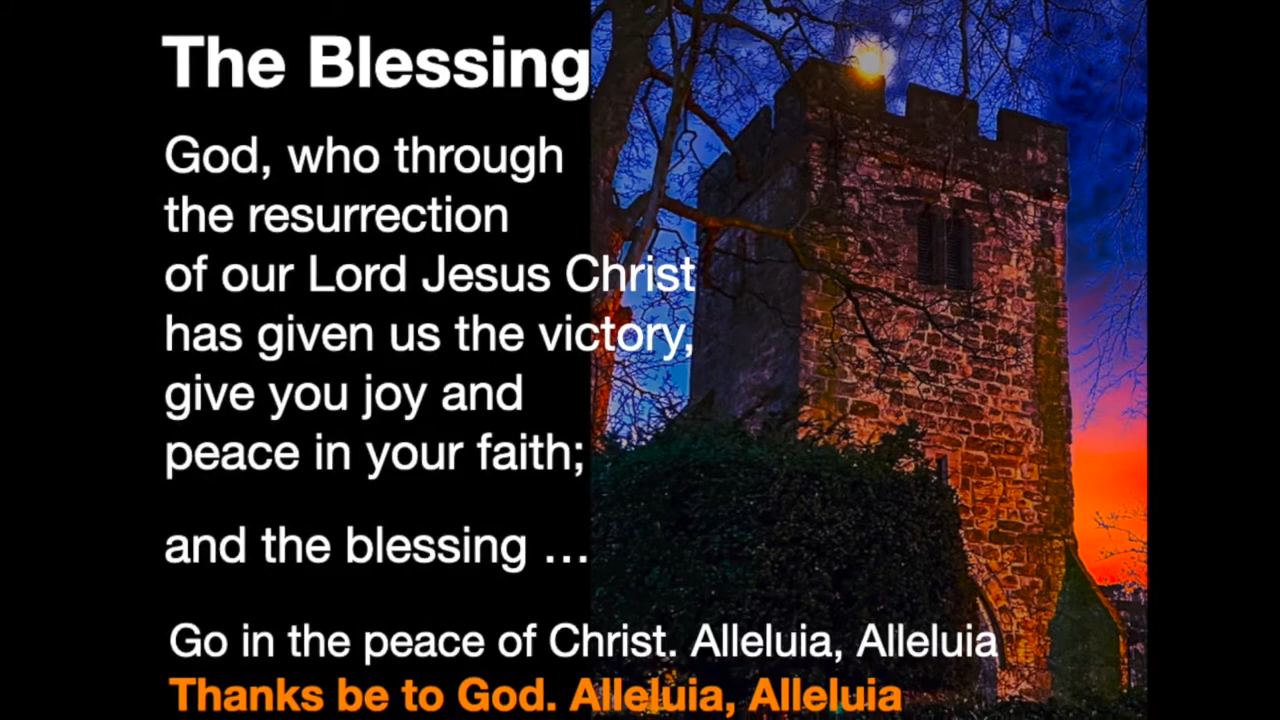 The Blessing
God, who through
the resurrection
of our Lord Jesus Christ
has given us the victory,
give you joy and
peace in your faith;
and the blessing …
Go in the peace of Christ. Alleluia, Alleluia
Thanks be to God. Alleluia, Alleluia